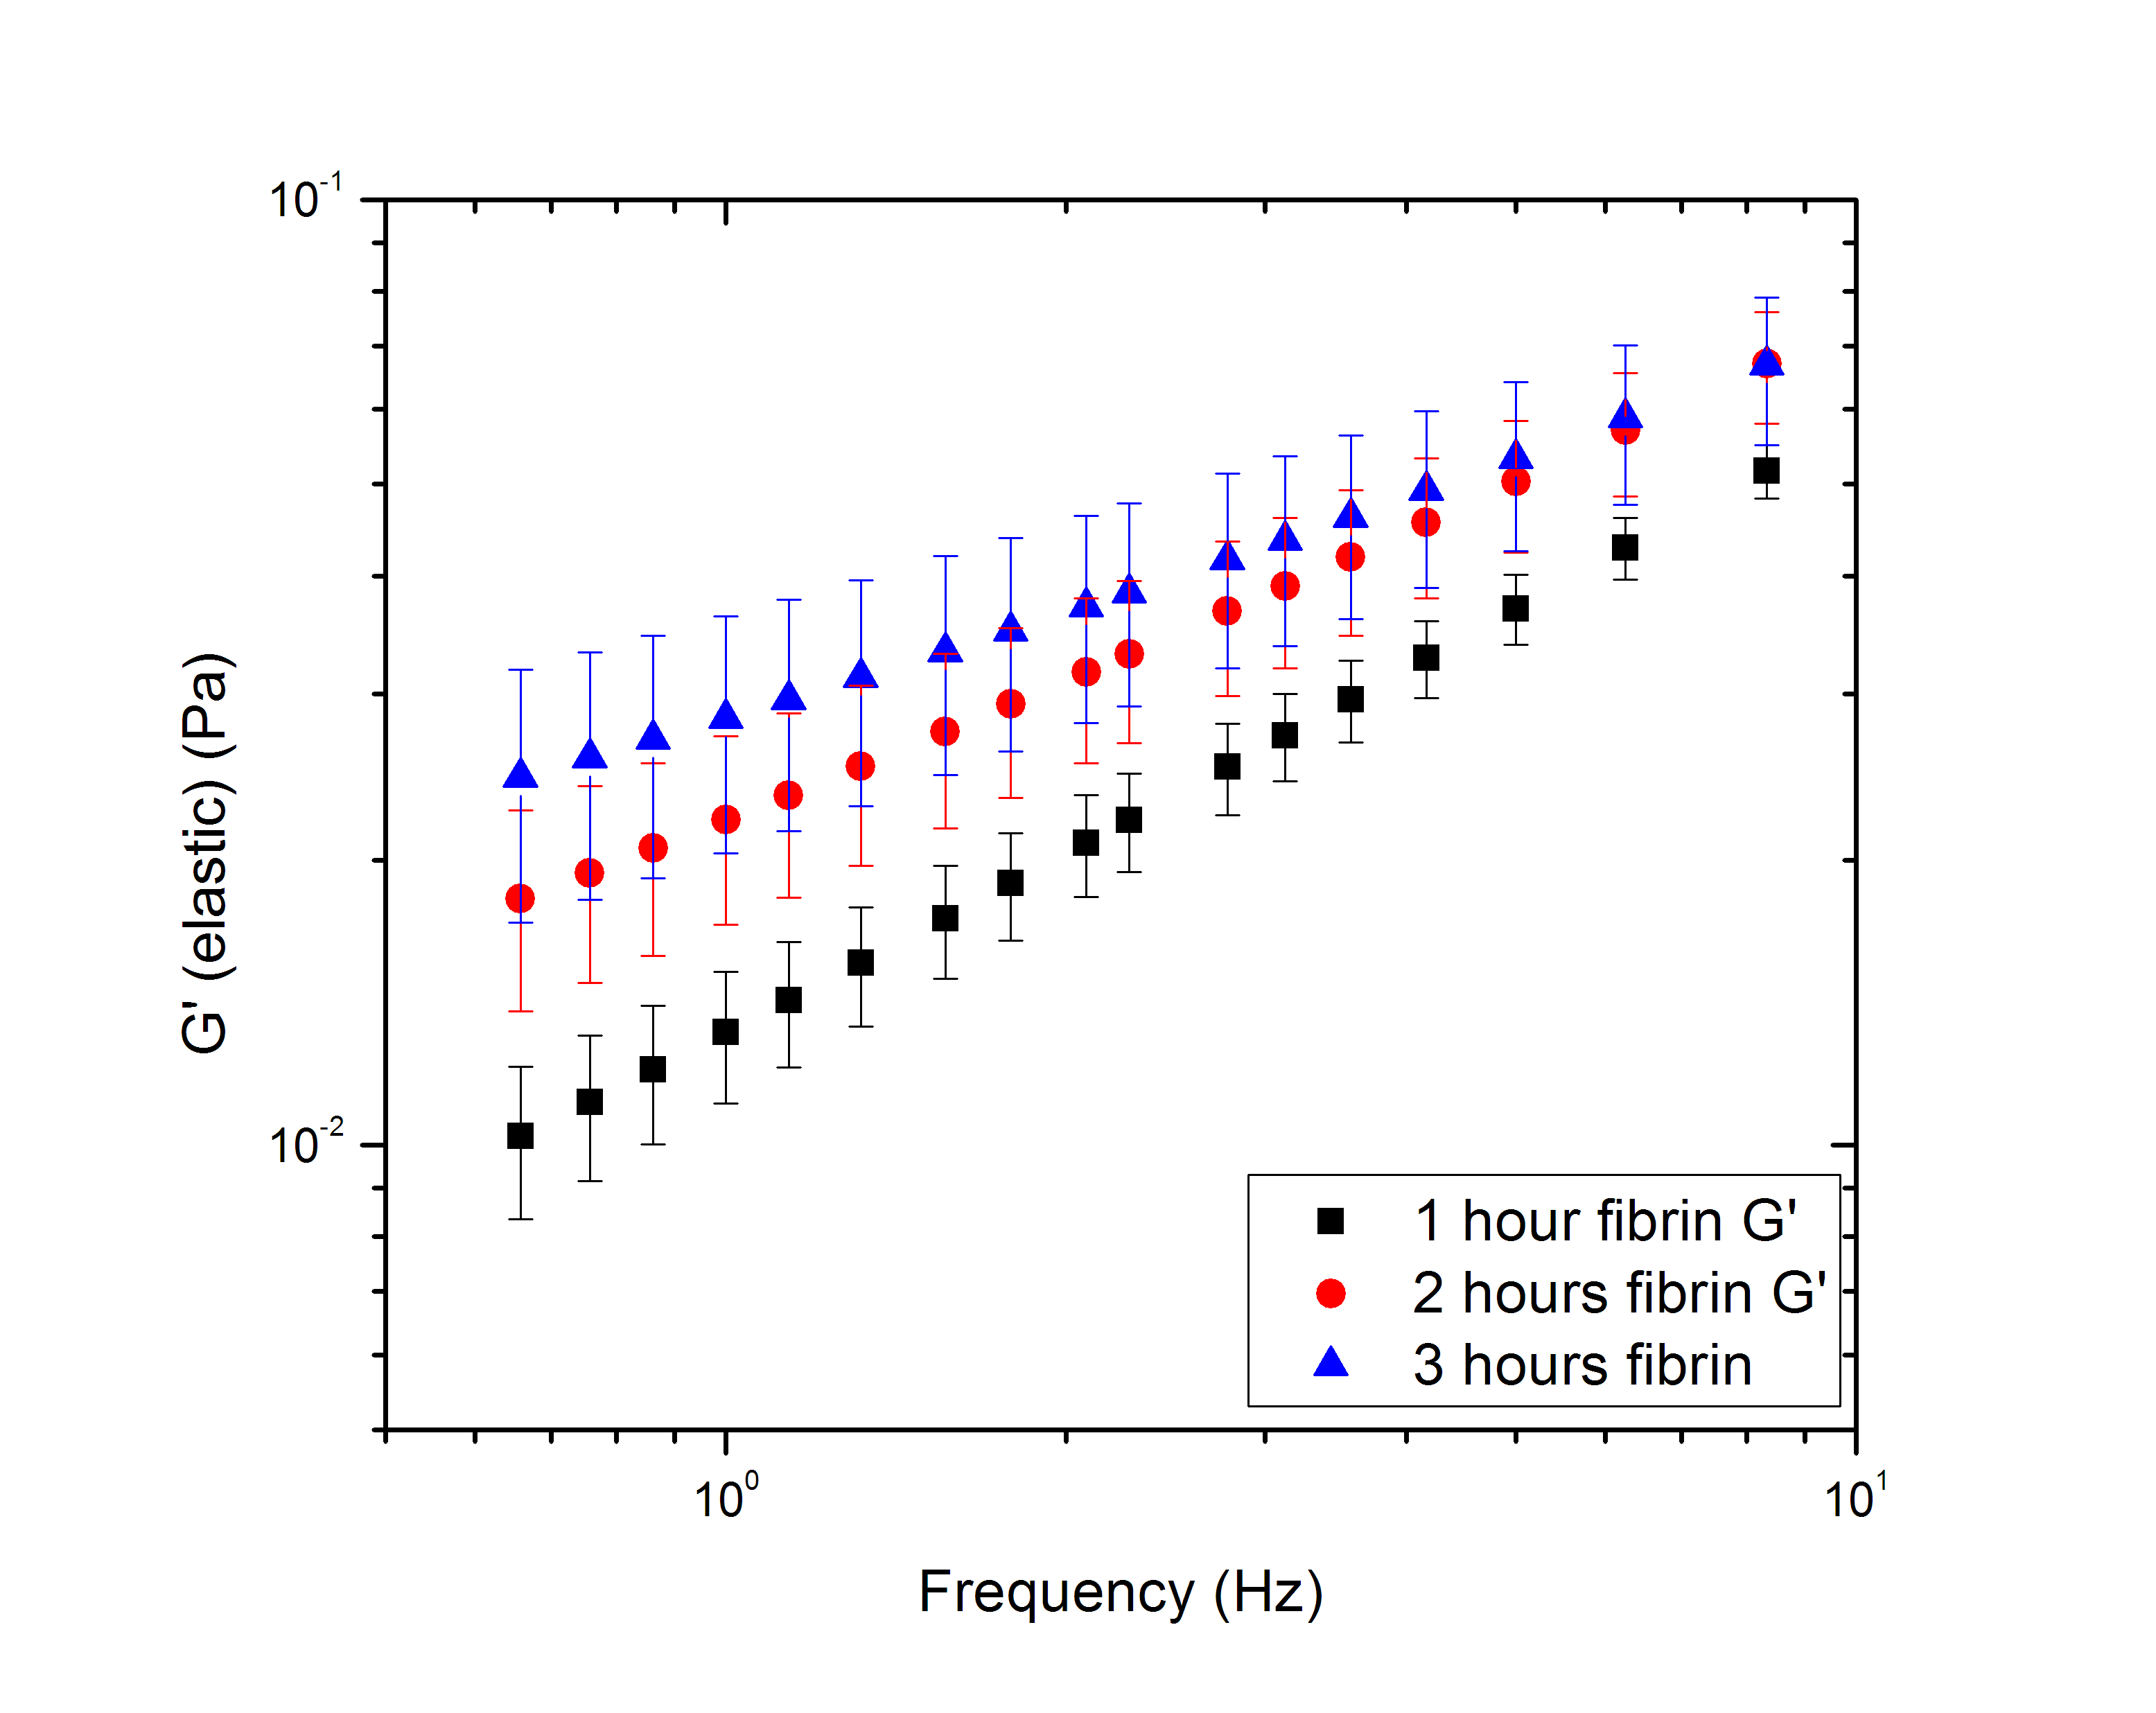 10⁻¹
10⁻²
G' (elastic) (Pa)
1 hour fibrin G'
2 hours fibrin G'
3 hours fibrin
10⁰
10¹
Frequency (Hz)